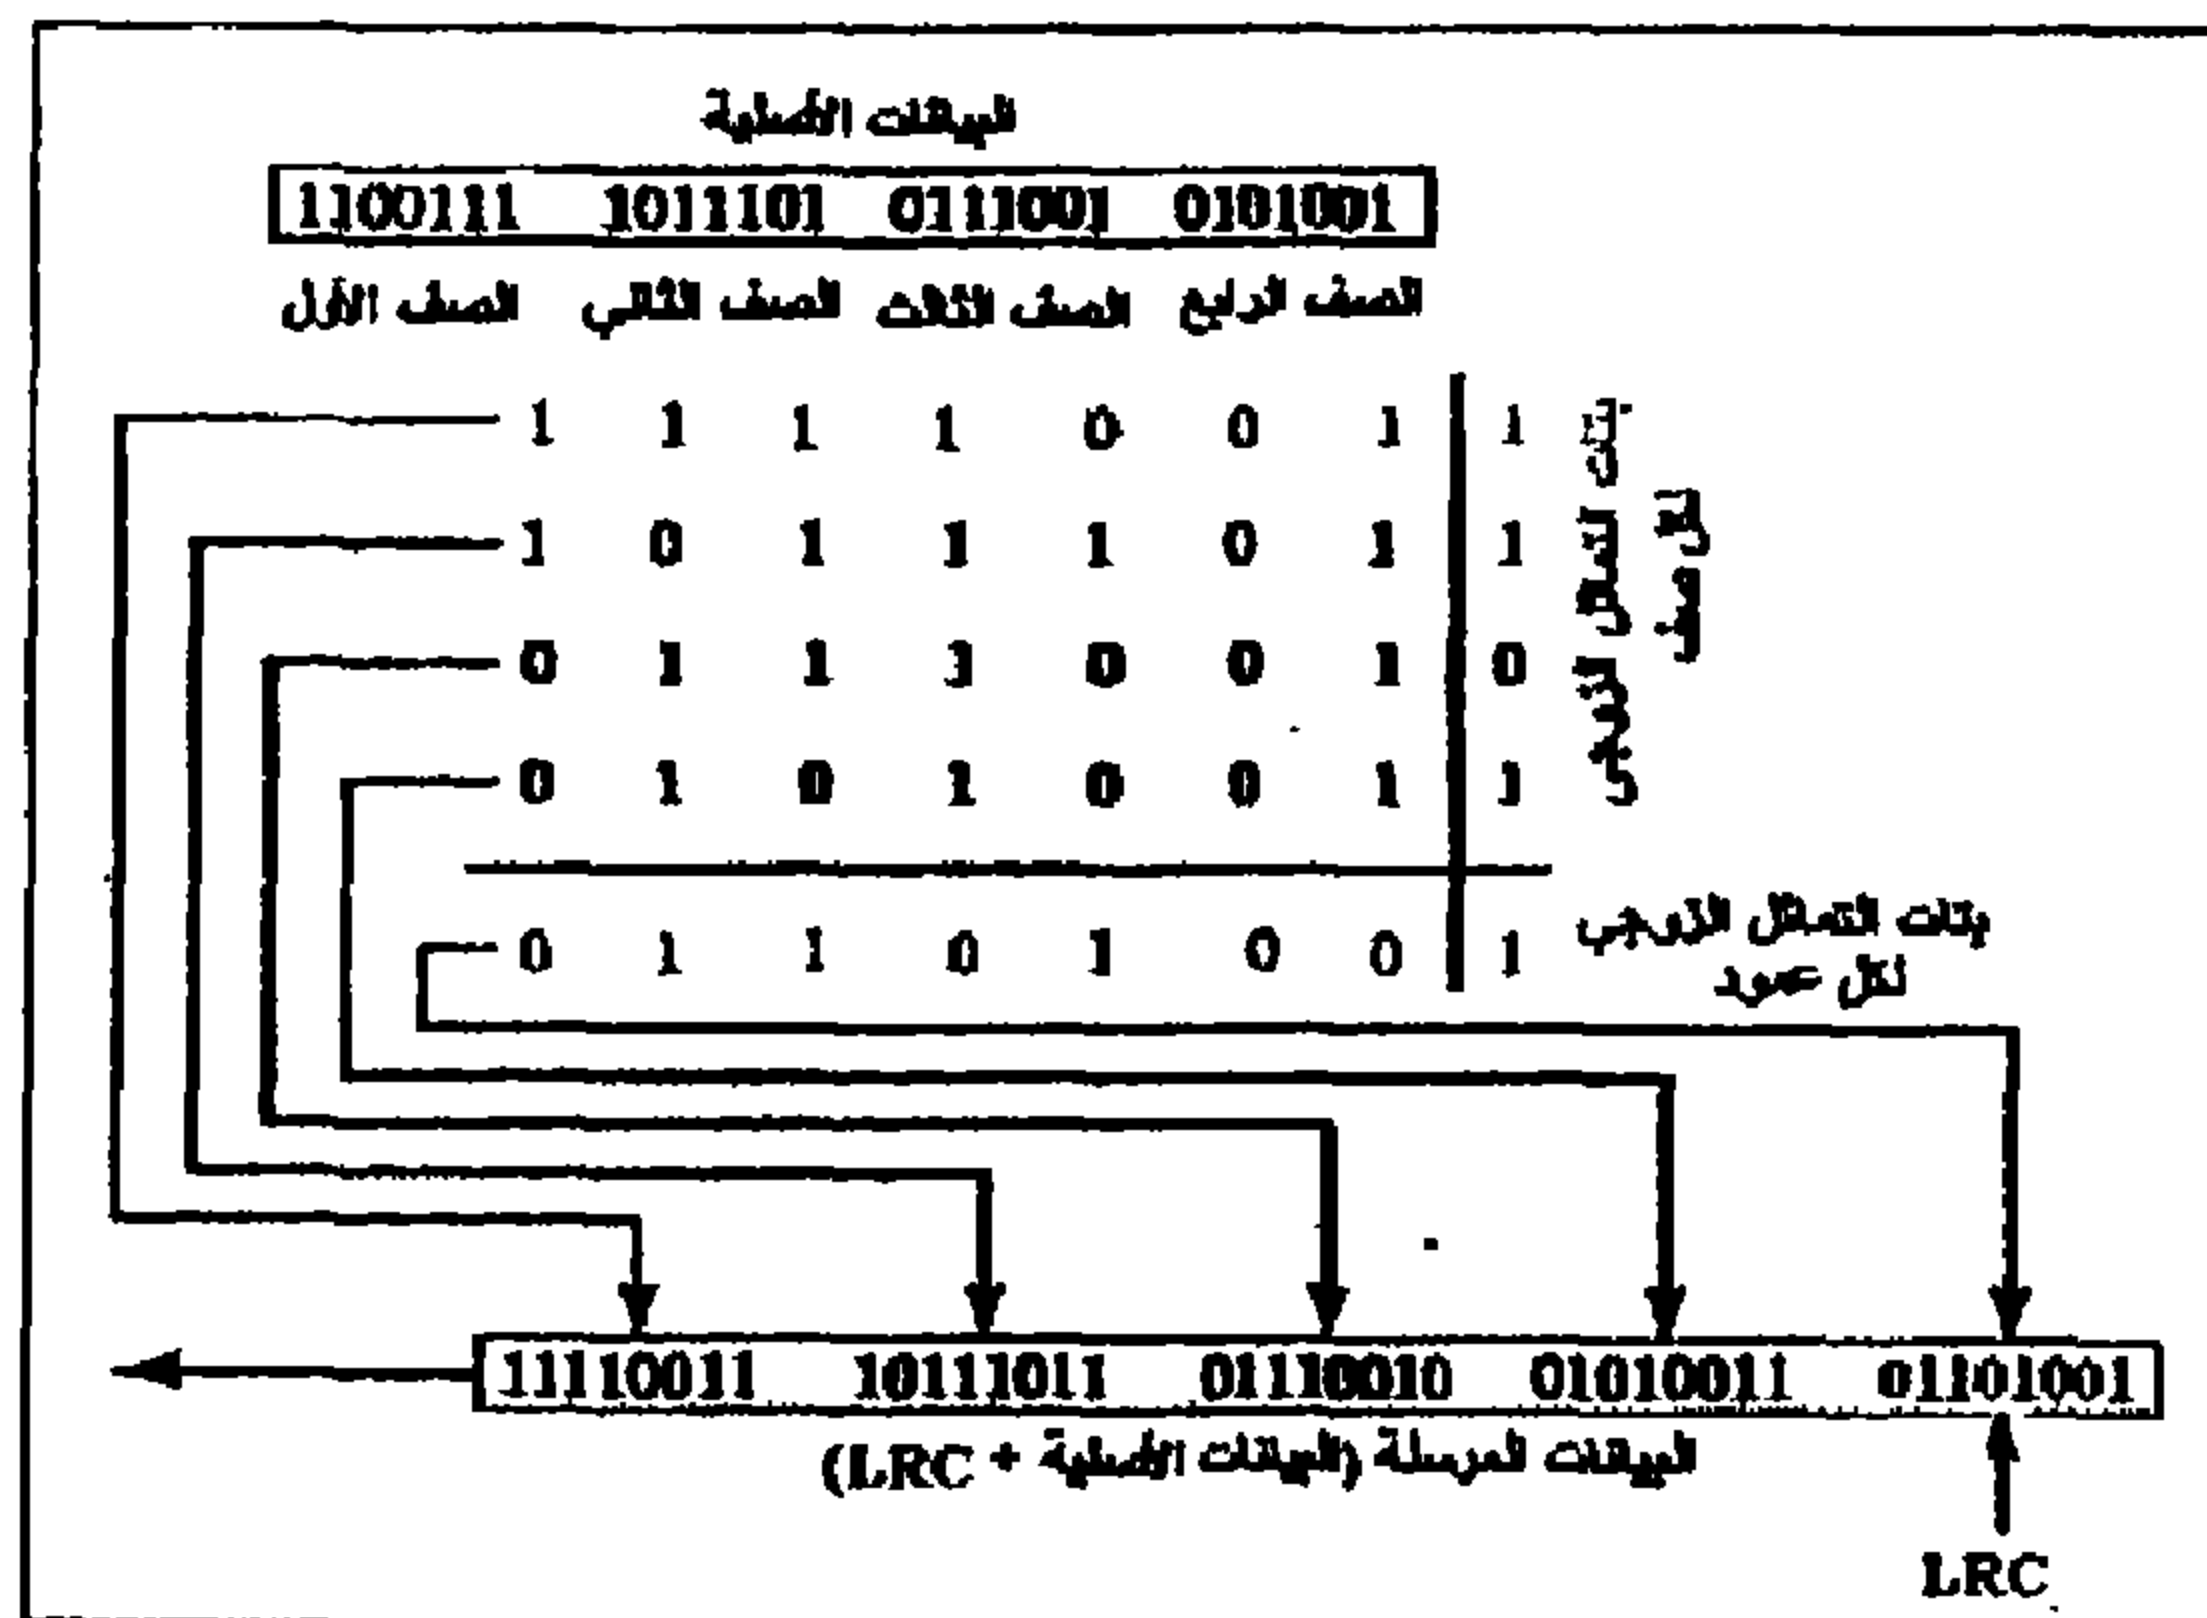 البيانات الأصلية
1100111 1011101 0111001 0101001
الصف الأول الصف الثاني الصف الثالث الصف الرابع
1 1 1 1 0 0 1 1
1 0 1 1 1 0 1 1
0 1 1 1 0 0 1 0
0 1 0 1 0 0 1 1
بتات التماثل الزوجي
لكل صف
0 1 1 0 1 0 0 1
بتات التماثل الزوجي
لكل عمود
11110011 10111011 01110010 01010011 01101001
البيانات المرسلة (البيانات الأصلية + LRC)
LRC